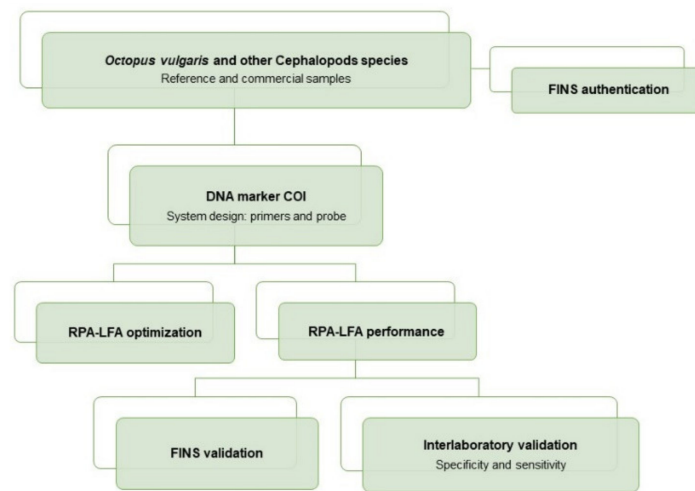 Octopus vulgaris and other Cephalopods species
Reference and commercial samples
FINS authentication
DNA marker COI
System design: primers and probe
RPA-LFA optimization
RPA-LFA performance
FINS validation
Interlaboratory validation
Specificity and sensitivity